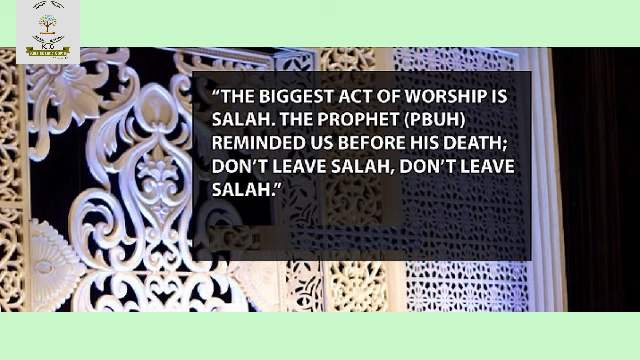 “THE BIGGEST ACT OF WORSHIP IS
SALAH. THE PROPHET (PBUH)
REMINDED US BEFORE HIS DEATH;
DON’T LEAVE SALAH, DON’T LEAVE
SALAH.”